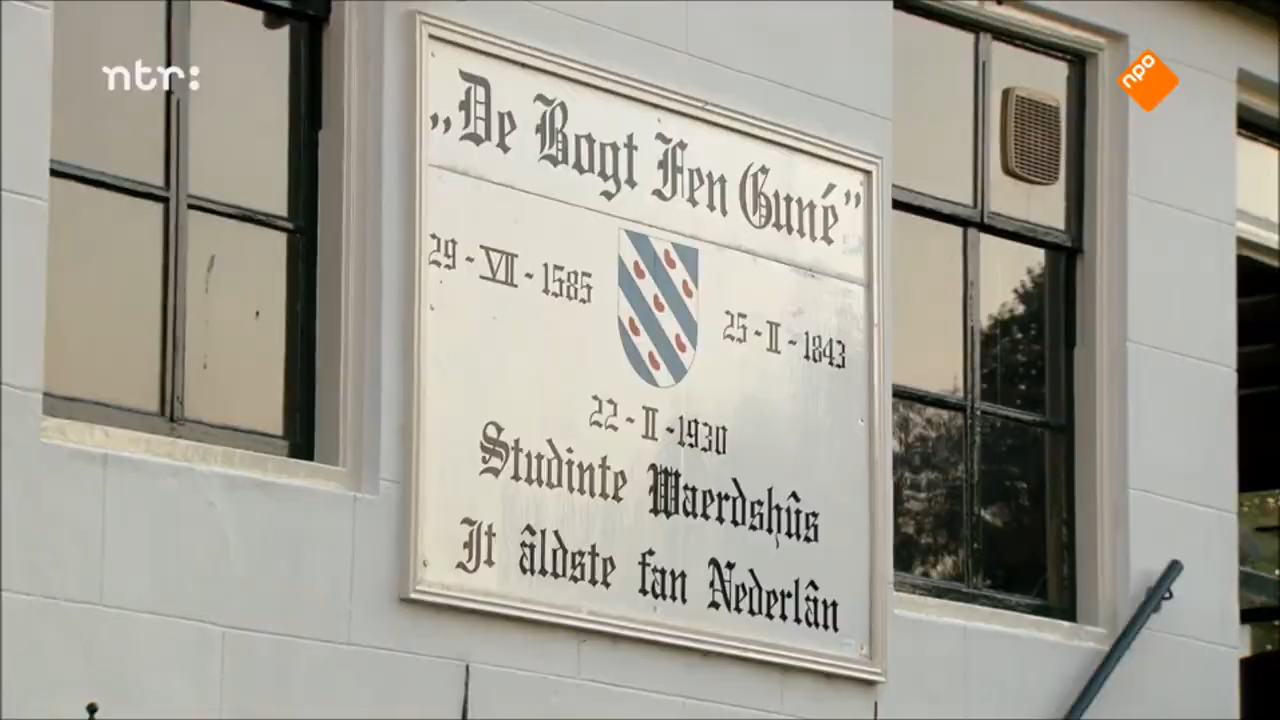 ntr:
npo
„De Bogt Fen Guné”
29 - VII - 1585
25 - II - 1843
22 - II - 1930
Studinte Waerdshûs
It âldste fan Nederlân